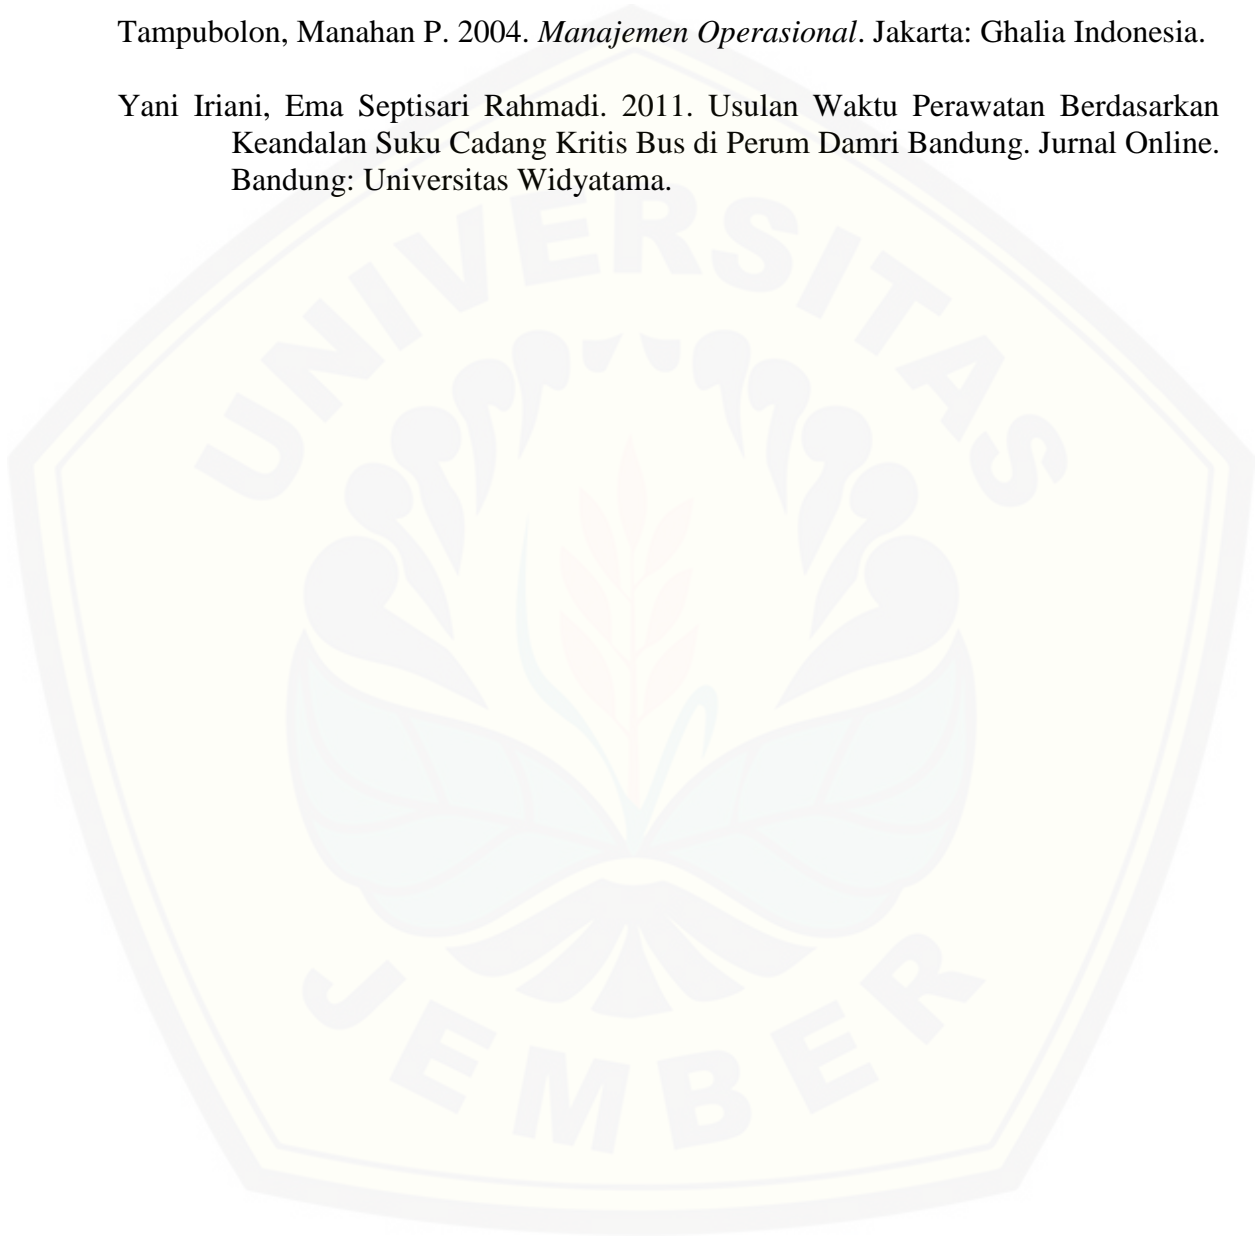 Tampubolon, Manahan P. 2004. Manajemen Operasional. Jakarta: Ghalia Indonesia.
Yani Iriani, Ema Septisari Rahmadi. 2011. Usulan Waktu Perawatan Berdasarkan
Keandalan Suku Cadang Kritis Bus di Perum Damri Bandung. Jurnal Online.
Bandung: Universitas Widyatama.
UNIVERSITAS
JEMBER